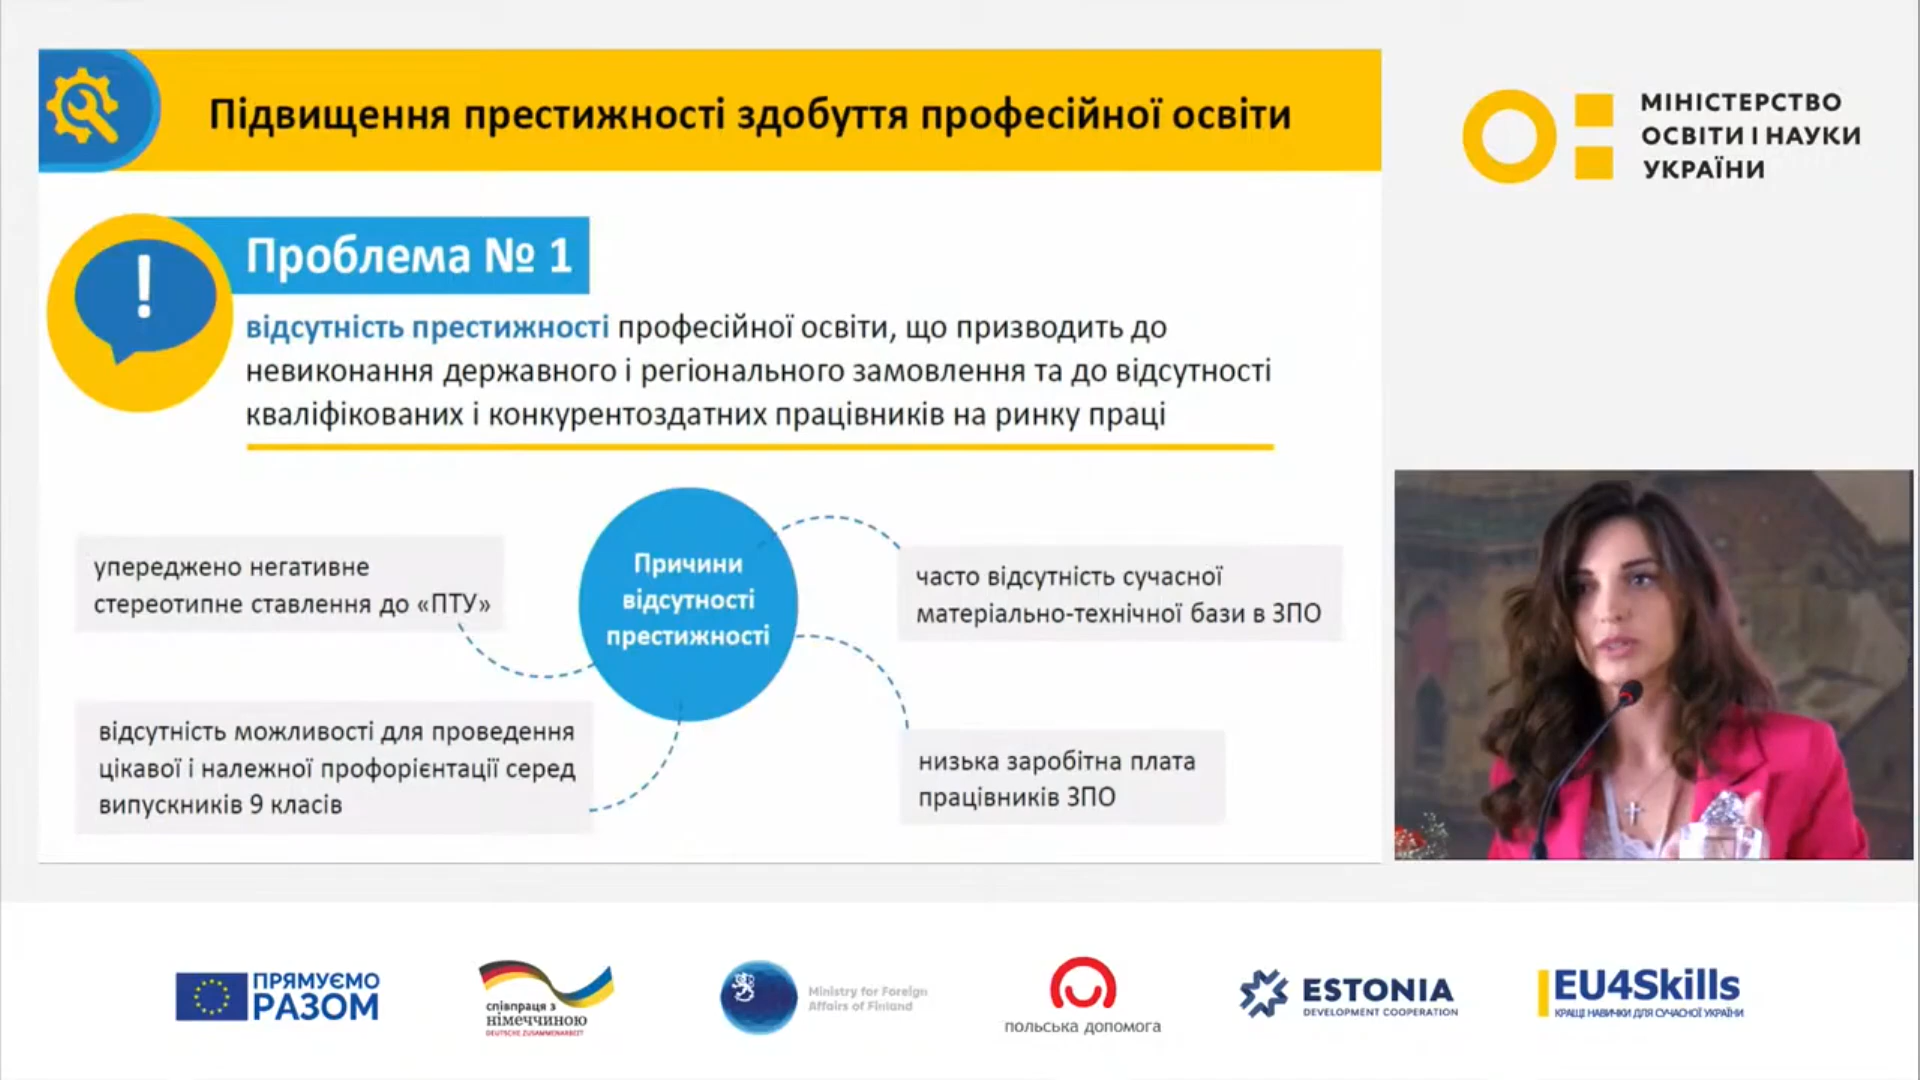 Підвищення престижності здобуття професійної освіти
МІНІСТЕРСТВО
ОСВІТИ І НАУКИ
УКРАЇНИ
!
Проблема № 1
відсутність престижності професійної освіти, що призводить до
невиконання державного і регіонального замовлення та до відсутності
кваліфікованих і конкурентоздатних працівників на ринку праці
упереджено негативне
стереотипне ставлення до «ПТУ»
Причини
відсутності
престижності
часто відсутність сучасної
матеріально-технічної бази в ЗПО
відсутність можливості для проведення
цікавої і належної профорієнтації серед
випускників 9 класів
низька заробітна плата
працівників ЗПО
ПРЯМУЄМО
РАЗОМ
співпраця з
німеччиною
DEUTSCHE ZUSAMMENARBEIT
Ministry for Foreign
Affairs of Finland
польська допомога
ESTONIA
DEVELOPMENT COOPERATION
EU4Skills
КРАЩІ НАВИЧКИ ДЛЯ СУЧАСНОЇ УКРАЇНИ